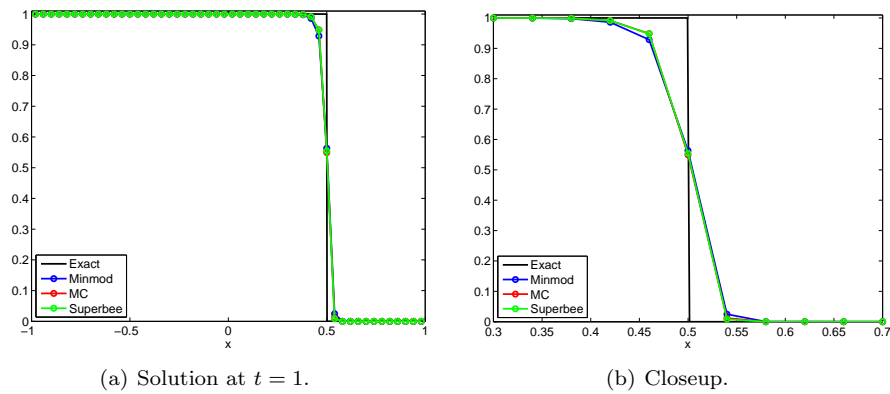 1
0.9
0.8
0.7
0.6
0.5
0.4
0.3
0.2
0.1
0
−1 −0.5 0 0.5 1
x
Exact
Minmod
MC
Superbee
(a) Solution at t = 1.
1
0.9
0.8
0.7
0.6
0.5
0.4
0.3
0.2
0.1
0
0.3 0.35 0.4 0.45 0.5 0.55 0.6 0.65 0.7
x
Exact
Minmod
MC
Superbee
(b) Closeup.